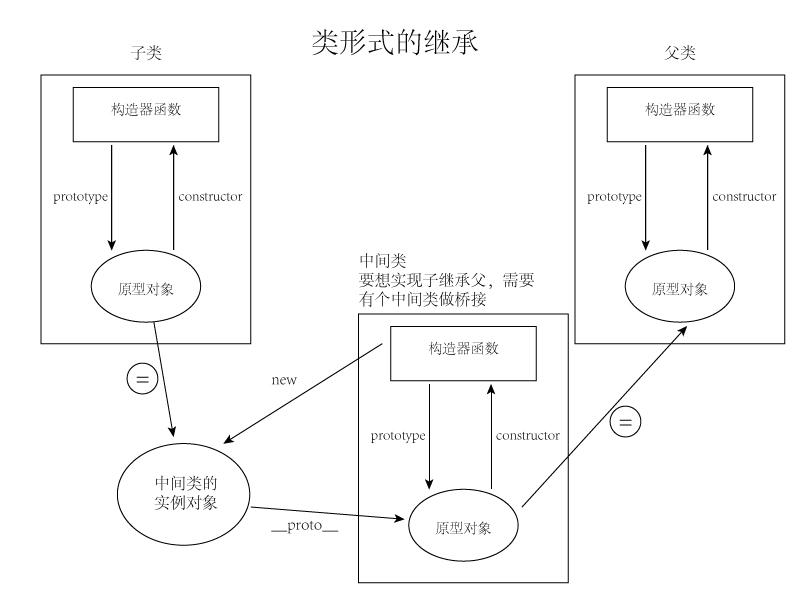 类形式的继承
子类
父类
构造器函数
构造器函数
prototype
constructor
prototype
constructor
原型对象
原型对象
中间类
要想实现子继承父，需要
有个中间类做桥接
构造器函数
=
new
=
prototype
constructor
中间类的
实例对象
__proto__
原型对象